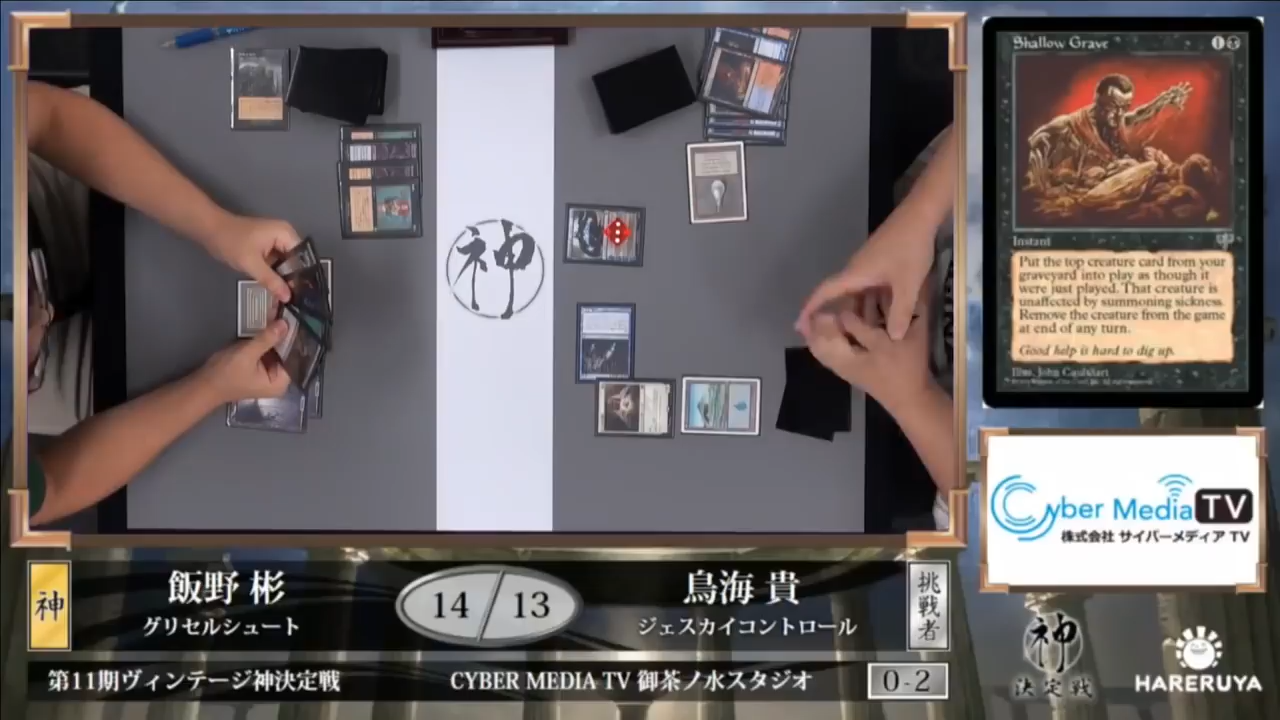 Shallow Grave
Instant
Put the top creature card from your
graveyard into play as though it
were just played. That creature is
unaffected by summoning sickness.
Remove the creature from the game
at end of any turn.
Good help is hard to dig up.
Illus. John Coulthart
神
Cyber Media TV
株式会社 サイバーメディア TV
神
飯野 彬
グリセルシュート
14 / 13
鳥海 貴
ジェスカイコントロール
挑戦者
第11期ヴィンテージ神決定戦
CYBER MEDIA TV 御茶ノ水スタジオ
0-2
神
決定戦
HARERUYA